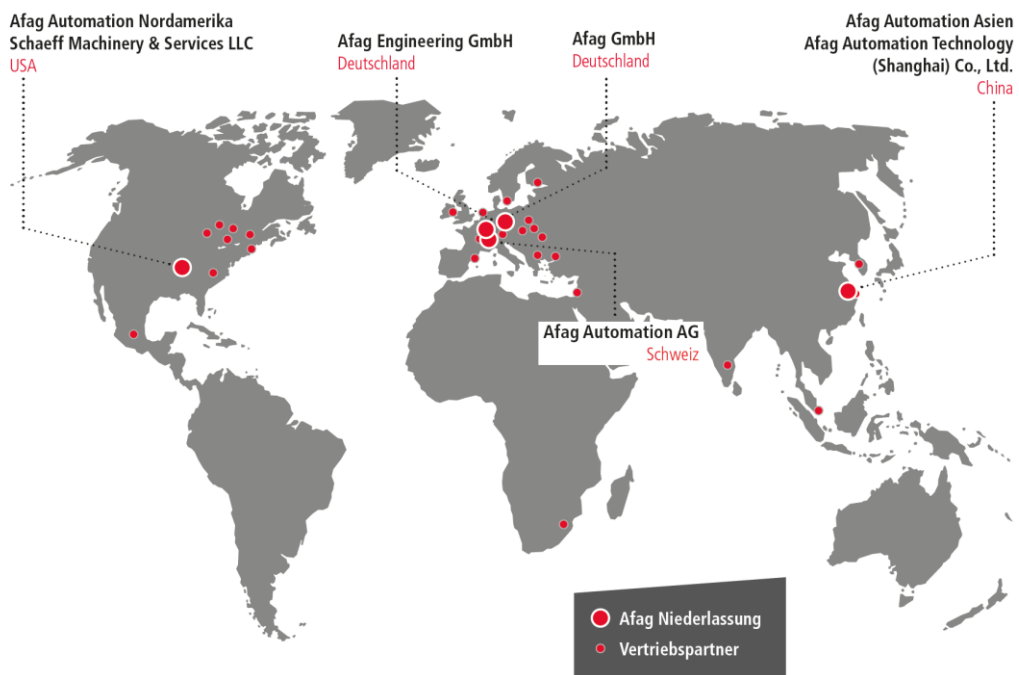 Afag Automation Nordamerika
Schaeff Machinery & Services LLC
USA
Afag Engineering GmbH
Deutschland
Afag GmbH
Deutschland
Afag Automation Asien
Afag Automation Technology
(Shanghai) Co., Ltd.
China
Afag Automation AG
Schweiz
Afag Niederlassung
Vertriebspartner